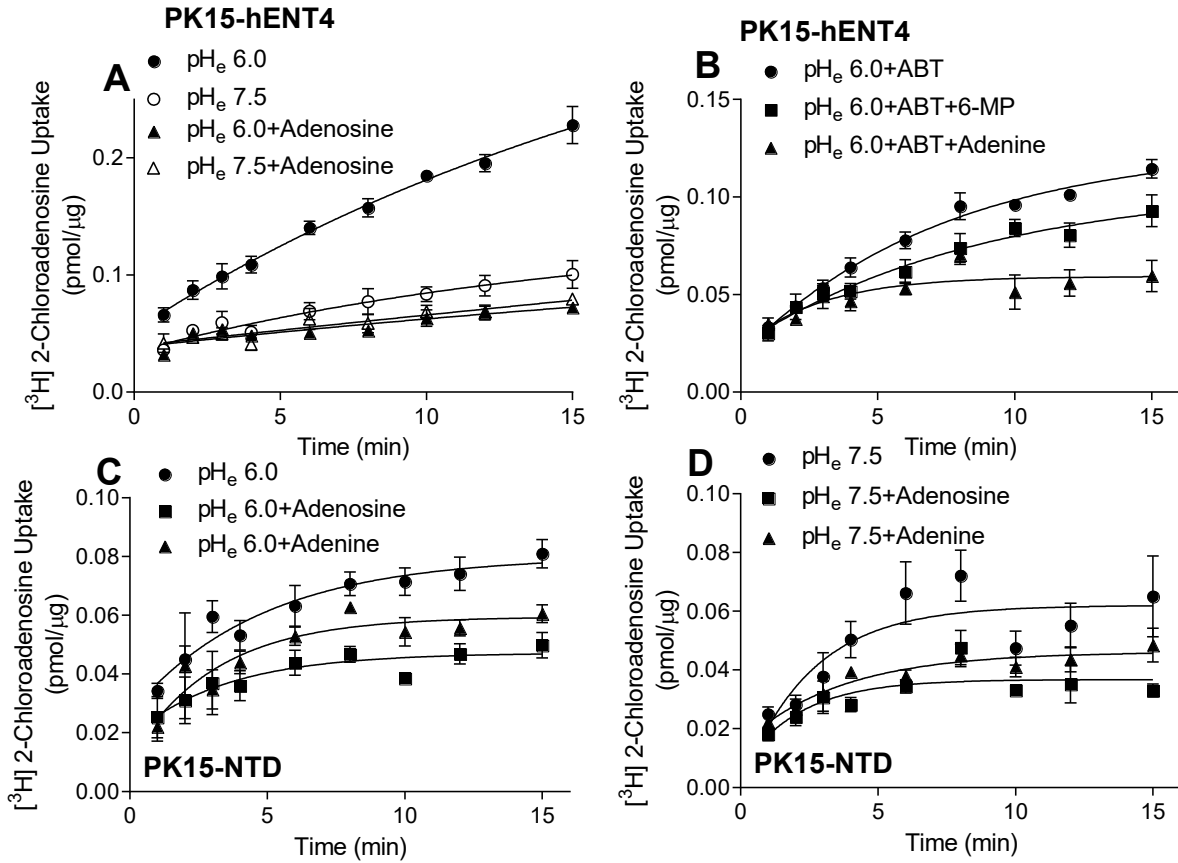 PK15-hENT4
A
pHe 6.0
pHe 7.5
pHe 6.0+Adenosine
pHe 7.5+Adenosine
[³H] 2-Chloroadenosine Uptake
(pmol/µg)
0.2
0.1
0.0
0 5 10 15
Time (min)
PK15-hENT4
B
pHe 6.0+ABT
pHe 6.0+ABT+6-MP
pHe 6.0+ABT+Adenine
[³H] 2-Chloroadenosine Uptake
(pmol/µg)
0.15
0.10
0.05
0.00
0 5 10 15
Time (min)
C
pHe 6.0
pHe 6.0+Adenosine
pHe 6.0+Adenine
[³H] 2-Chloroadenosine Uptake
(pmol/µg)
0.10
0.08
0.06
0.04
0.02
0.00
PK15-NTD
0 5 10 15
Time (min)
D
pHe 7.5
pHe 7.5+Adenosine
pHe 7.5+Adenine
[³H] 2-Chloroadenosine Uptake
(pmol/µg)
0.10
0.08
0.06
0.04
0.02
0.00
PK15-NTD
0 5 10 15
Time (min)